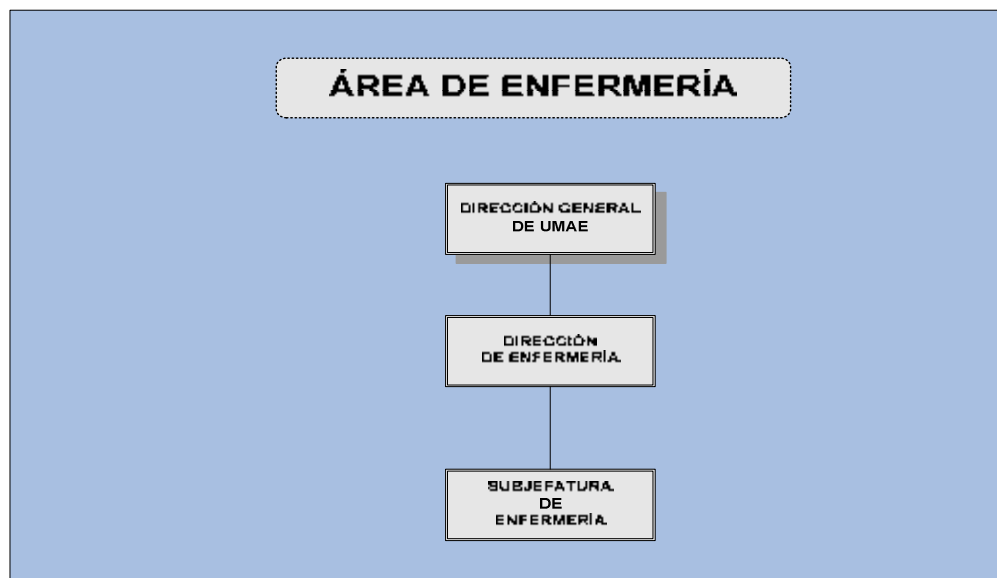 ÁREA DE ENFERMERÍA
DIRECCIÓN GENERAL
DE UMAE
DIRECCIÓN
DE ENFERMERÍA
SUBJEFATURA
DE
ENFERMERÍA